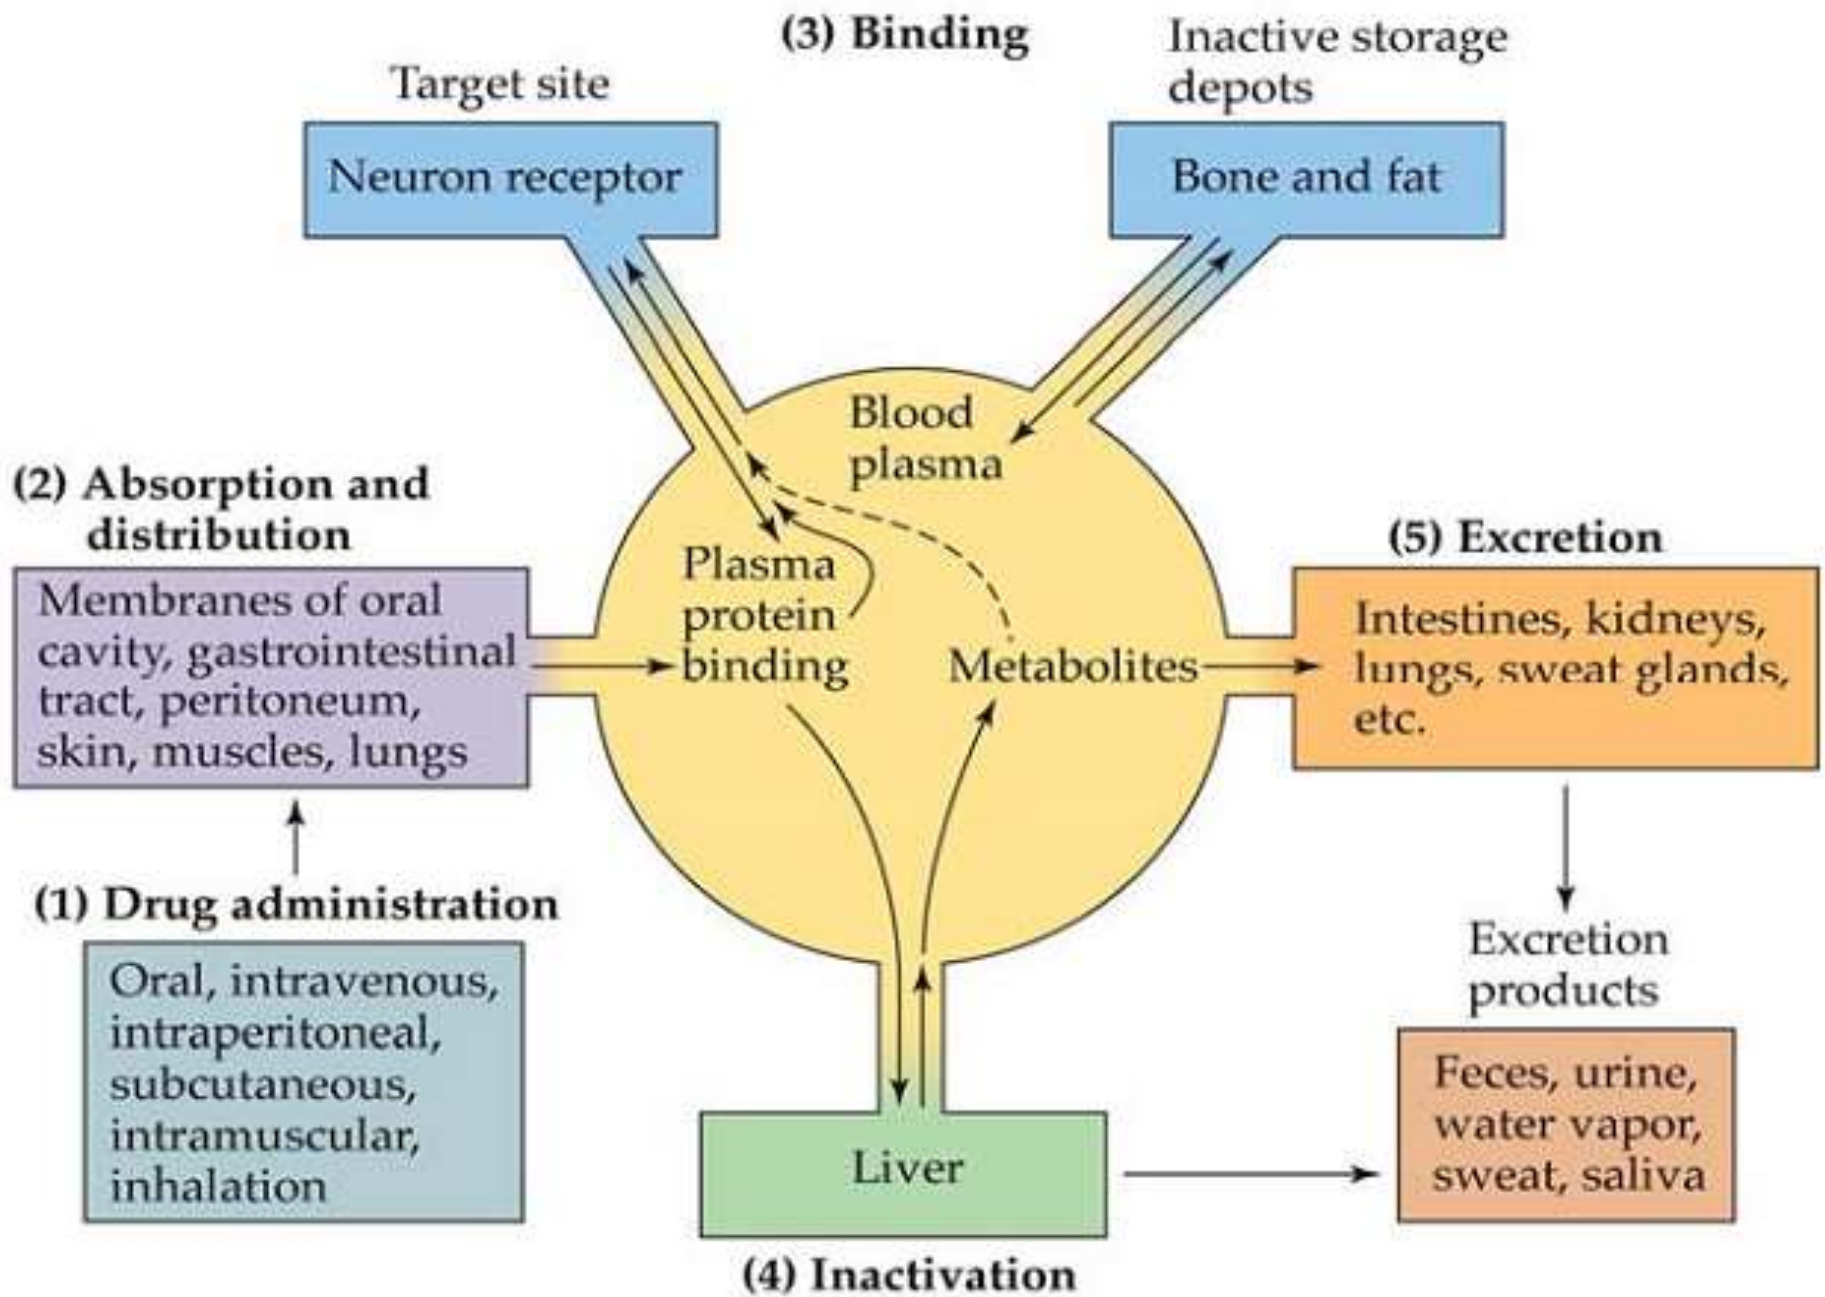 (3) Binding
Target site
Neuron receptor
Inactive storage
depots
Bone and fat
Blood
plasma
(2) Absorption and
distribution
Membranes of oral
cavity, gastrointestinal
tract, peritoneum,
skin, muscles, lungs
Plasma
protein
binding
Metabolites
(5) Excretion
Intestines, kidneys,
lungs, sweat glands,
etc.
(1) Drug administration
Oral, intravenous,
intraperitoneal,
subcutaneous,
intramuscular,
inhalation
Liver
(4) Inactivation
Excretion
products
Feces, urine,
water vapor,
sweat, saliva